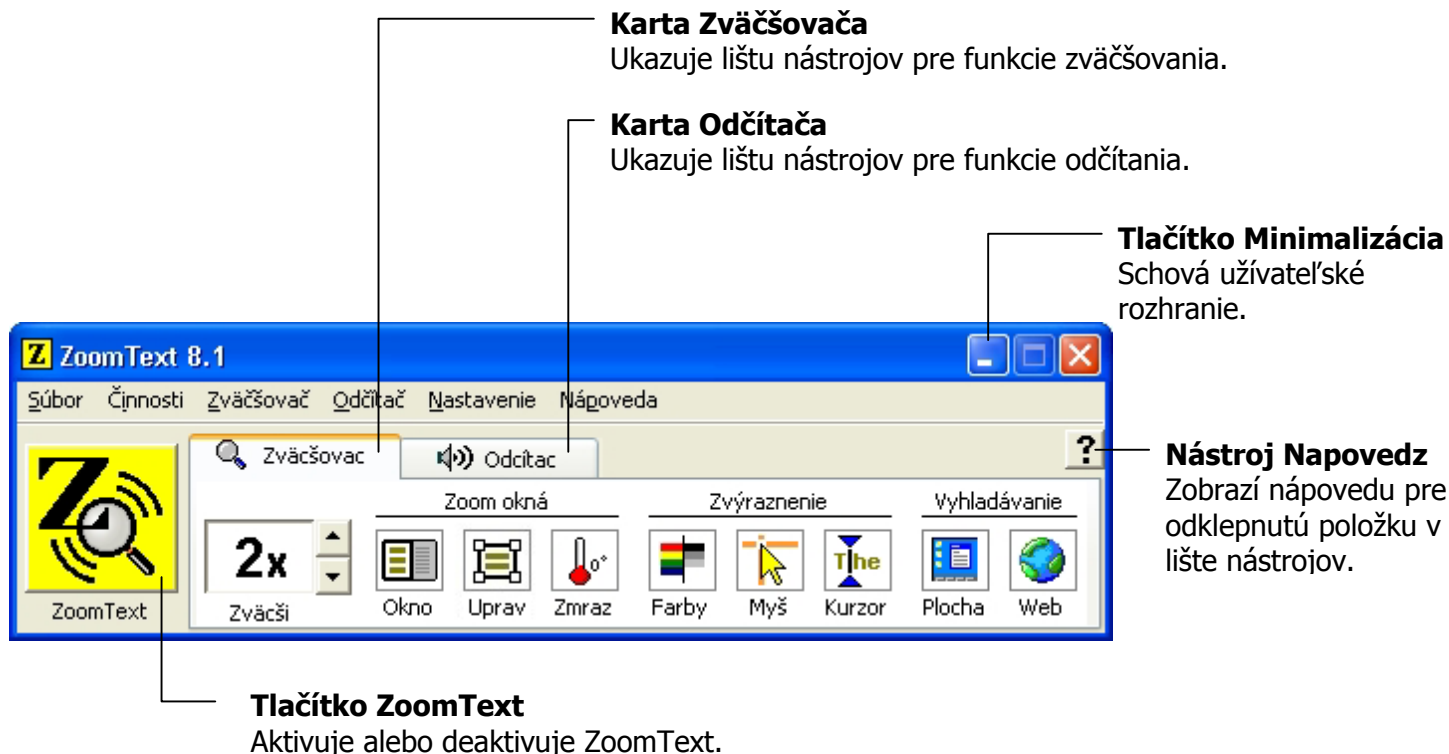 Karta Zväčšovača
Ukazuje lištu nástrojov pre funkcie zväčšovania.
Karta Odčítača
Ukazuje lištu nástrojov pre funkcie odčítania.
Tlačítko Minimalizácia
Schová užívateľské
rozhranie.
Z ZoomText 8.1
Súbor Činnosti Zväčšovač Odčítač Nastavenie Nápoveda
Zväcšovac Odcítac ?
Zoom okná Zvýraznenie Vyhladávanie
2x
The
Zväcši Okno Uprav Zmraz Farby Myš Kurzor Plocha Web
Z
ZoomText
Nástroj Napovedz
Zobrazí nápovedu pre
odklepnutú položku v
lište nástrojov.
Tlačítko ZoomText
Aktivuje alebo deaktivuje ZoomText.